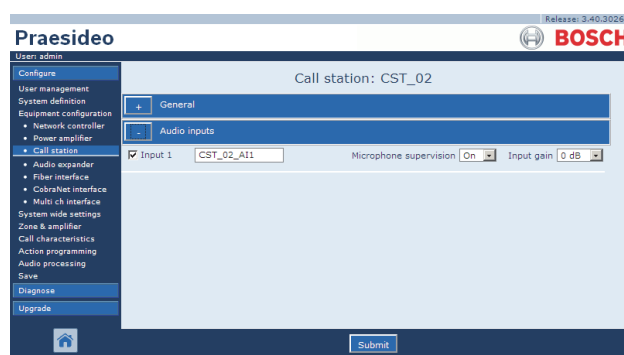 Release: 3.40.3026
Praesideo
BOSCH
User: admin
Configure
User management
System definition
Equipment configuration
• Network controller
• Power amplifier
• Call station
• Audio expander
• Fiber interface
• CobraNet interface
• Multi ch interface
System wide settings
Zone & amplifier
Call characteristics
Action programming
Audio processing
Save
Diagnose
Upgrade
Call station: CST_02
+ General
- Audio inputs
Input 1 CST_02_AI1 Microphone supervision On Input gain 0 dB
Submit